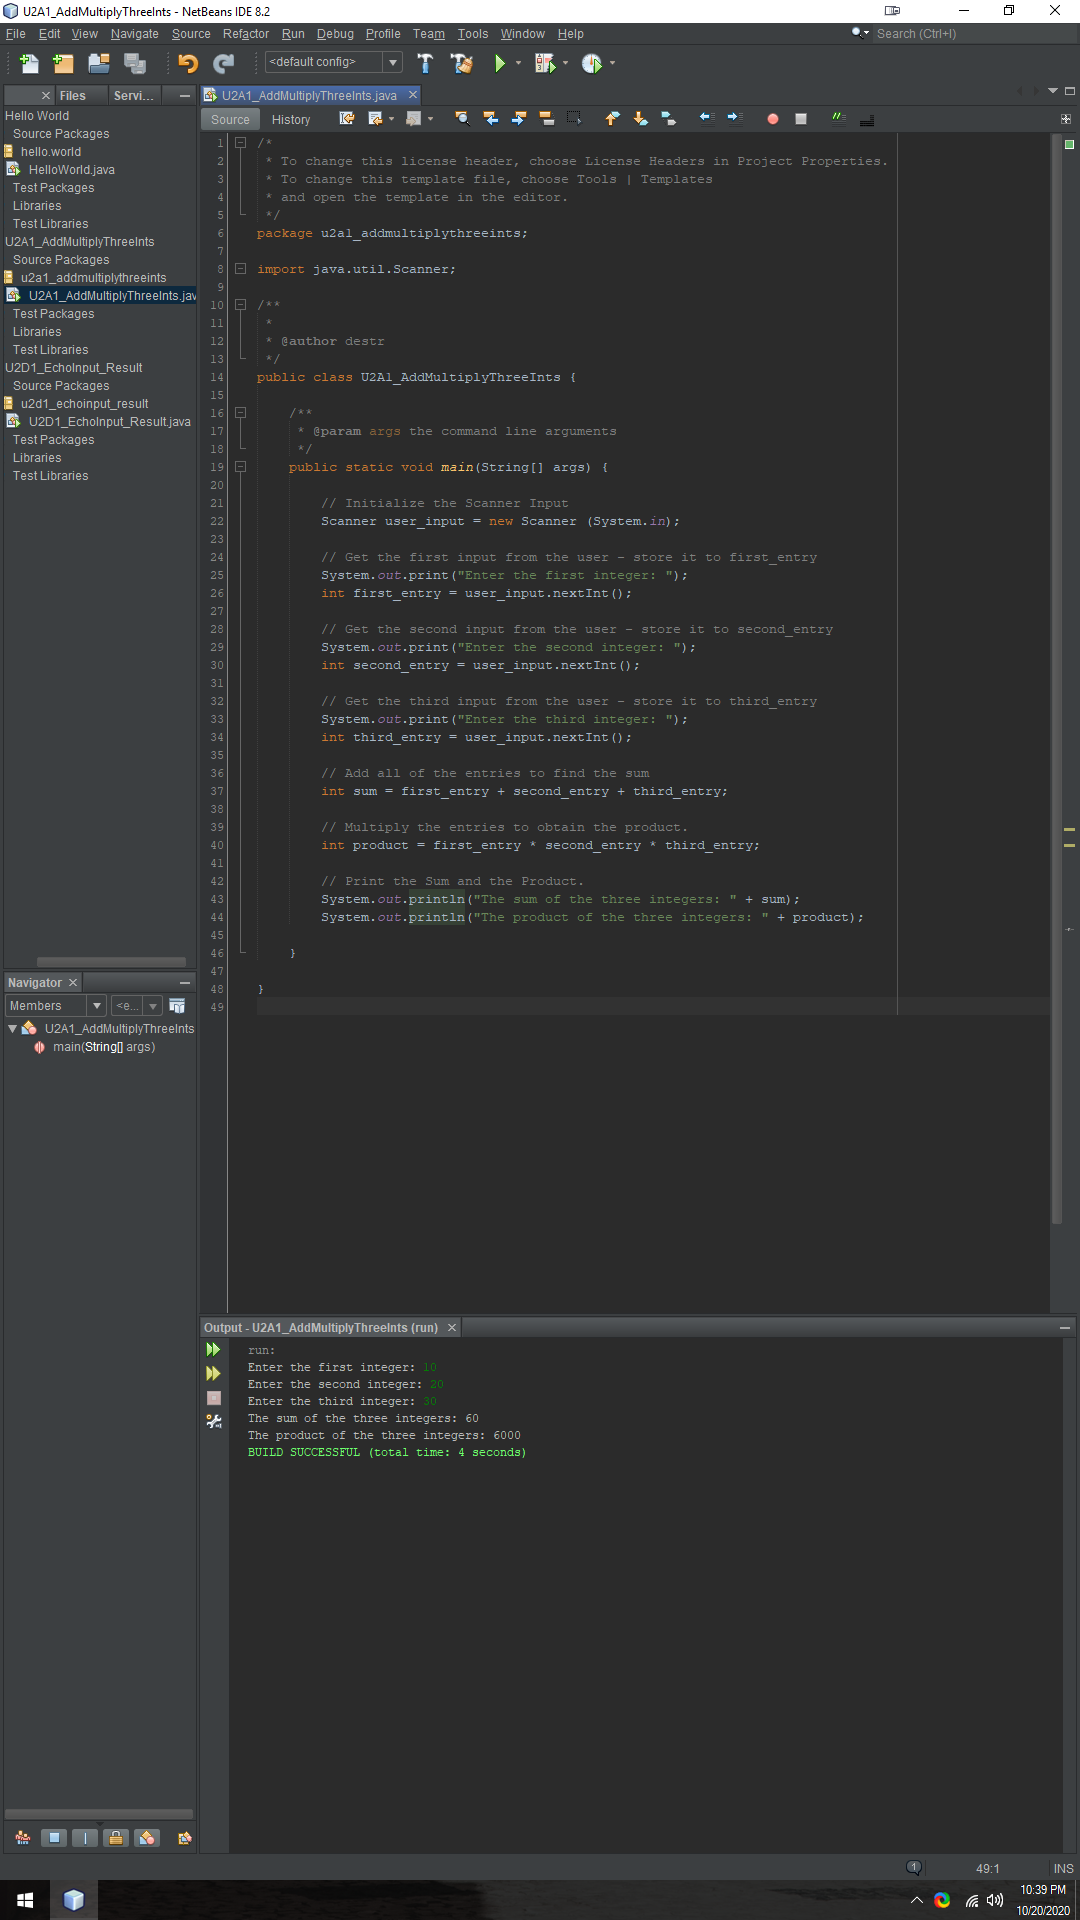 U2A1_AddMultiplyThreeInts - NetBeans IDE 8.2
File Edit View Navigate Source Refactor Run Debug Profile Team Tools Window Help
Search (Ctrl+I)
<default config>
Files Servi...
U2A1_AddMultiplyThreeInts.java
Source History
Hello World
Source Packages
hello.world
HelloWorld.java
Test Packages
Libraries
Test Libraries
U2A1_AddMultiplyThreeInts
Source Packages
u2a1_addmultiplythreeints
U2A1_AddMultiplyThreeInts.jav
Test Packages
Libraries
Test Libraries
U2D1_EchoInput_Result
Source Packages
u2d1_echoinput_result
U2D1_EchoInput_Result.java
Test Packages
Libraries
Test Libraries
1 /*
2 * To change this license header, choose License Headers in Project Properties.
3 * To change this template file, choose Tools | Templates
4 * and open the template in the editor.
5 */
6 package u2a1_addmultiplythreeints;
7
8 import java.util.Scanner;
9
10 /**
11 *
12 * @author destr
13 */
14 public class U2A1_AddMultiplyThreeInts {
15
16 /**
17 * @param args the command line arguments
18 */
19 public static void main(String[] args) {
20
21 // Initialize the Scanner Input
22 Scanner user_input = new Scanner (System.in);
23
24 // Get the first input from the user - store it to first_entry
25 System.out.print("Enter the first integer: ");
26 int first_entry = user_input.nextInt();
27
28 // Get the second input from the user - store it to second_entry
29 System.out.print("Enter the second integer: ");
30 int second_entry = user_input.nextInt();
31
32 // Get the third input from the user - store it to third_entry
33 System.out.print("Enter the third integer: ");
34 int third_entry = user_input.nextInt();
35
36 // Add all of the entries to find the sum
37 int sum = first_entry + second_entry + third_entry;
38
39 // Multiply the entries to obtain the product.
40 int product = first_entry * second_entry * third_entry;
41
42 // Print the Sum and the Product.
43 System.out.println("The sum of the three integers: " + sum);
44 System.out.println("The product of the three integers: " + product);
45
46 }
47
48 }
49
Navigator
Members <e...
U2A1_AddMultiplyThreeInts
main(String[] args)
Output - U2A1_AddMultiplyThreeInts (run)
run:
Enter the first integer: 10
Enter the second integer: 20
Enter the third integer: 30
The sum of the three integers: 60
The product of the three integers: 6000
BUILD SUCCESSFUL (total time: 4 seconds)
1 49:1 INS
10:39 PM
10/20/2020